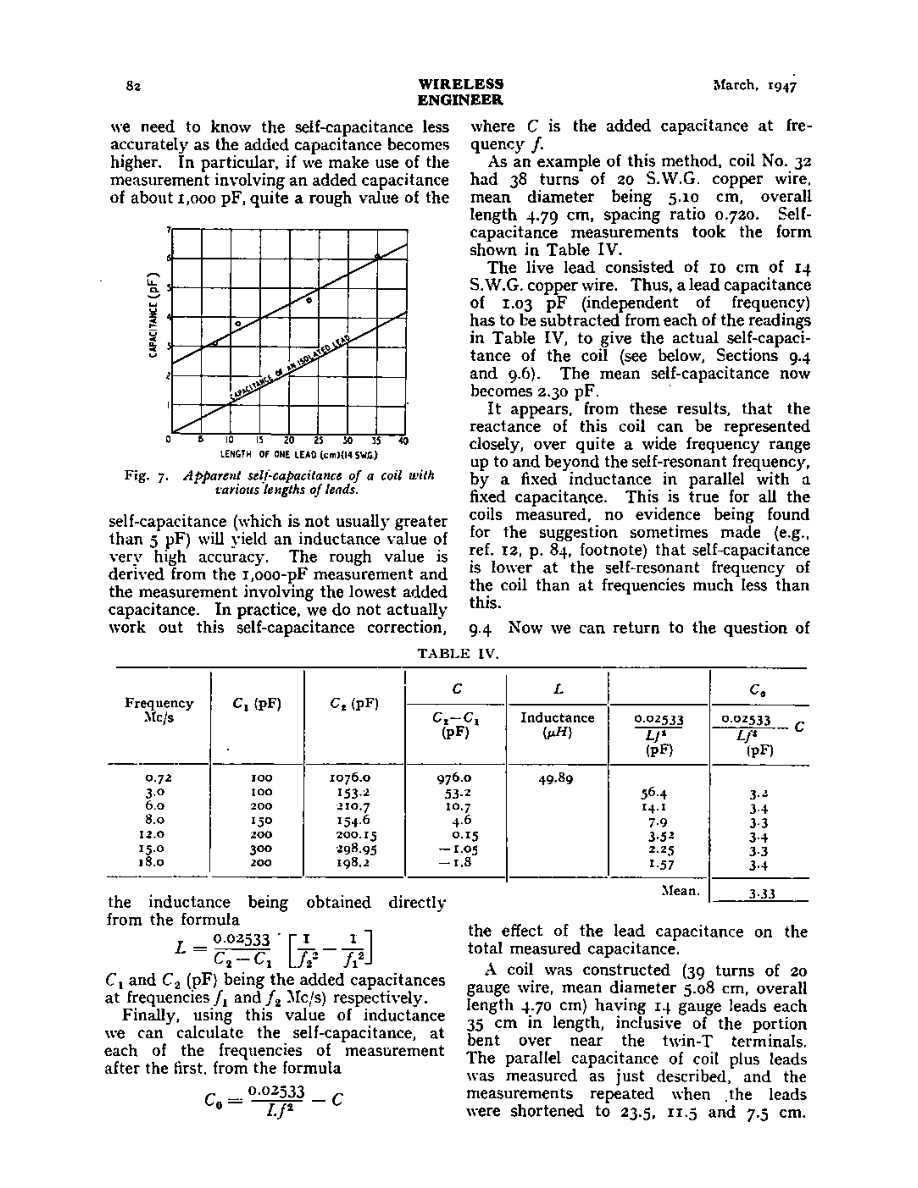 82
WIRELESS
ENGINEER
March, 1947
we need to know the self-capacitance less
accurately as the added capacitance becomes
higher. In particular, if we make use of the
measurement involving an added capacitance
of about 1,000 pF, quite a rough value of the
CAPACITANCE (pF)
7
6
5
4
3
2
1
CAPACITANCE OF AN ISOLATED LEAD
0 5 10 15 20 25 30 35 40
LENGTH OF ONE LEAD (cm)(14 SWG.)
Fig. 7. Apparent self-capacitance of a coil with
various lengths of leads.
self-capacitance (which is not usually greater
than 5 pF) will yield an inductance value of
very high accuracy. The rough value is
derived from the 1,000-pF measurement and
the measurement involving the lowest added
capacitance. In practice, we do not actually
work out this self-capacitance correction,
where C is the added capacitance at fre-
quency f.
As an example of this method, coil No. 32
had 38 turns of 20 S.W.G. copper wire,
mean diameter being 5.10 cm, overall
length 4.79 cm, spacing ratio 0.720. Self-
capacitance measurements took the form
shown in Table IV.
The live lead consisted of 10 cm of 14
S.W.G. copper wire. Thus, a lead capacitance
of 1.03 pF (independent of frequency)
has to be subtracted from each of the readings
in Table IV, to give the actual self-capaci-
tance of the coil (see below, Sections 9.4
and 9.6). The mean self-capacitance now
becomes 2.30 pF.
It appears, from these results, that the
reactance of this coil can be represented
closely, over quite a wide frequency range
up to and beyond the self-resonant frequency,
by a fixed inductance in parallel with a
fixed capacitance. This is true for all the
coils measured, no evidence being found
for the suggestion sometimes made (e.g.,
ref. 12, p. 84, footnote) that self-capacitance
is lower at the self-resonant frequency of
the coil than at frequencies much less than
this.
9.4 Now we can return to the question of
TABLE IV.
Frequency Mc/s | C₁ (pF) | C₂ (pF) | C C₂—C₁ (pF) | L Inductance (μH) | 0.02533 / Lf² (pF) | C₀ 0.02533 / Lf² — C (pF)
0.72 100 1076.0 976.0 49.89
3.0 100 153.2 53.2 56.4 3.2
6.0 200 210.7 10.7 14.1 3.4
8.0 150 154.6 4.6 7.9 3.3
12.0 200 200.15 0.15 3.52 3.4
15.0 300 298.95 — 1.05 2.25 3.3
18.0 200 198.2 — 1.8 1.57 3.4
Mean. 3.33
the inductance being obtained directly
from the formula
L = 0.02533 / C₂ — C₁ [1 / f₂² — 1 / f₁²]
C₁ and C₂ (pF) being the added capacitances
at frequencies f₁ and f₂ Mc/s) respectively.
Finally, using this value of inductance
we can calculate the self-capacitance, at
each of the frequencies of measurement
after the first, from the formula
C₀ = 0.02533 / Lf² — C
the effect of the lead capacitance on the
total measured capacitance.
A coil was constructed (39 turns of 20
gauge wire, mean diameter 5.08 cm, overall
length 4.70 cm) having 14 gauge leads each
35 cm in length, inclusive of the portion
bent over near the twin-T terminals.
The parallel capacitance of coil plus leads
was measured as just described, and the
measurements repeated when the leads
were shortened to 23.5, 11.5 and 7.5 cm.